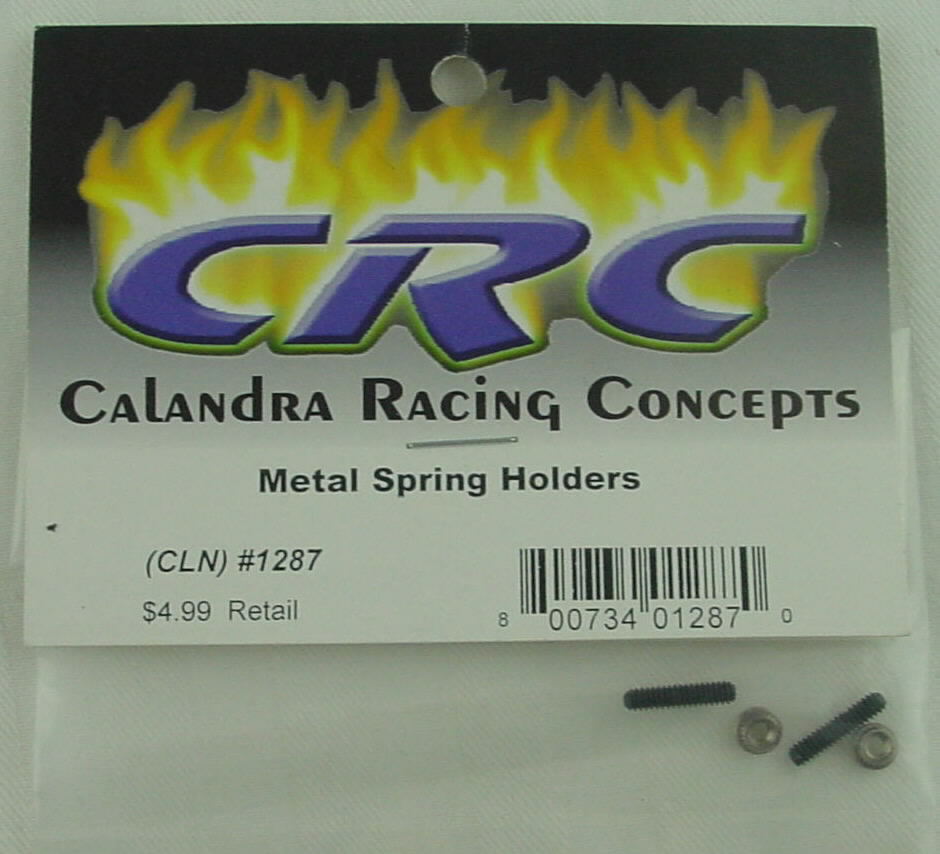 CRC
Calandra Racing Concepts
Metal Spring Holders
(CLN) #1287
$4.99 Retail
8 00734 01287 0